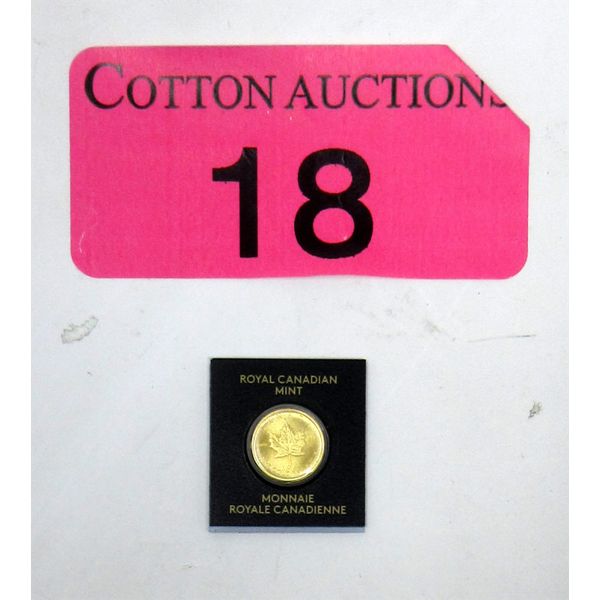 COTTON AUCTIONS
18
ROYAL CANADIAN
MINT
MONNAIE
ROYALE CANADIENNE